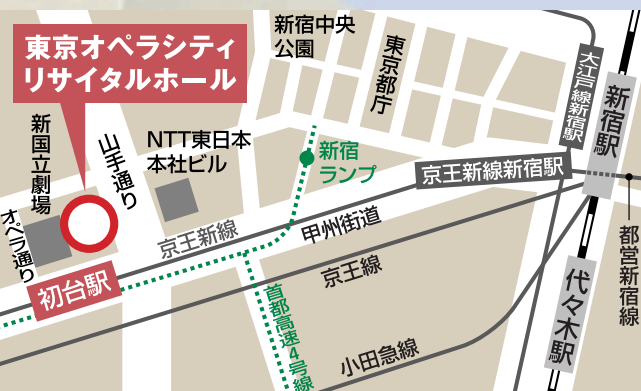 東京オペラシティ
リサイタルホール
新宿中央
公園
東京都庁
大江戸線新宿駅
新宿駅
新国立劇場
山手通り
NTT東日本
本社ビル
新宿
ランプ
京王新線新宿駅
オペラ通り
京王新線
甲州街道
初台駅
京王線
都営新宿線
首都高速4号線
代々木駅
小田急線